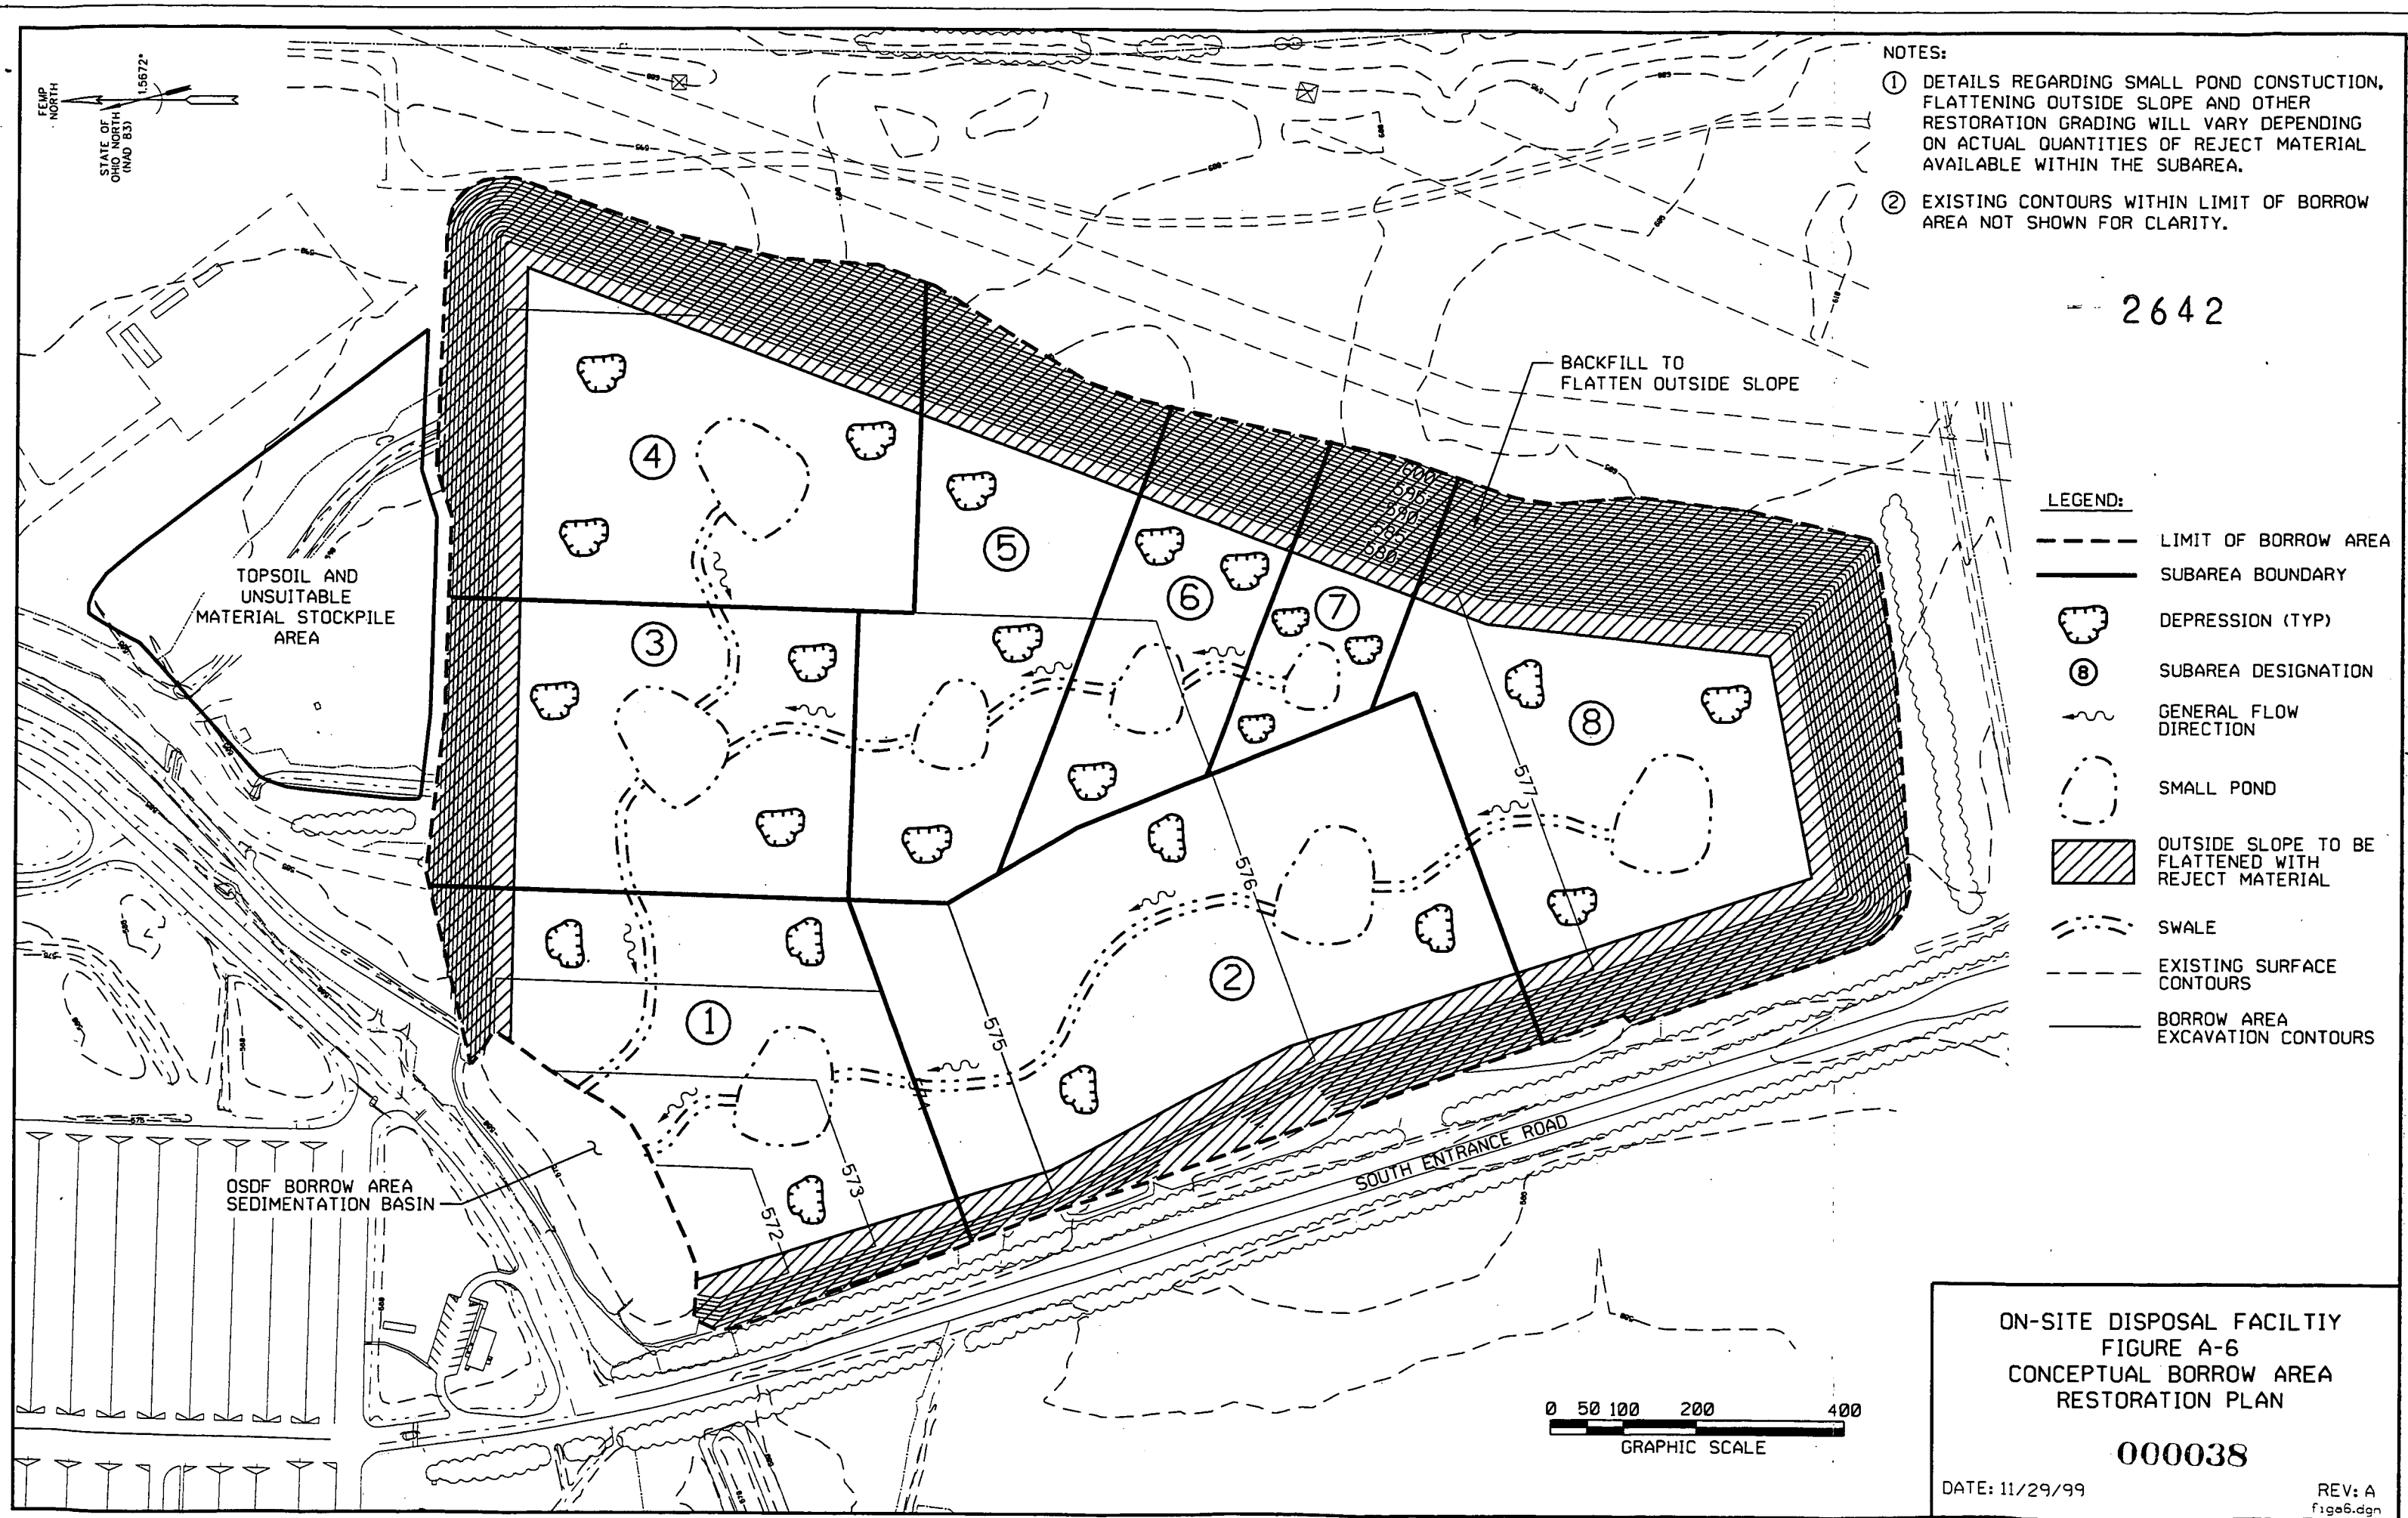 FEMP
NORTH
1.5672°
STATE OF
OHIO NORTH
(NAD 83)
NOTES:
① DETAILS REGARDING SMALL POND CONSTUCTION,
FLATTENING OUTSIDE SLOPE AND OTHER
RESTORATION GRADING WILL VARY DEPENDING
ON ACTUAL QUANTITIES OF REJECT MATERIAL
AVAILABLE WITHIN THE SUBAREA.
② EXISTING CONTOURS WITHIN LIMIT OF BORROW
AREA NOT SHOWN FOR CLARITY.
2642
BACKFILL TO
FLATTEN OUTSIDE SLOPE
4
600
595
590
585
580
5
6
7
3
8
TOPSOIL AND
UNSUITABLE
MATERIAL STOCKPILE
AREA
577
576
2
1
575
574
573
572
OSDF BORROW AREA
SEDIMENTATION BASIN
SOUTH ENTRANCE ROAD
LEGEND:
LIMIT OF BORROW AREA
SUBAREA BOUNDARY
DEPRESSION (TYP)
⑧ SUBAREA DESIGNATION
GENERAL FLOW
DIRECTION
SMALL POND
OUTSIDE SLOPE TO BE
FLATTENED WITH
REJECT MATERIAL
SWALE
EXISTING SURFACE
CONTOURS
BORROW AREA
EXCAVATION CONTOURS
0 50 100 200 400
GRAPHIC SCALE
ON-SITE DISPOSAL FACILTIY
FIGURE A-6
CONCEPTUAL BORROW AREA
RESTORATION PLAN
000038
DATE: 11/29/99
REV: A
figa6.dgn